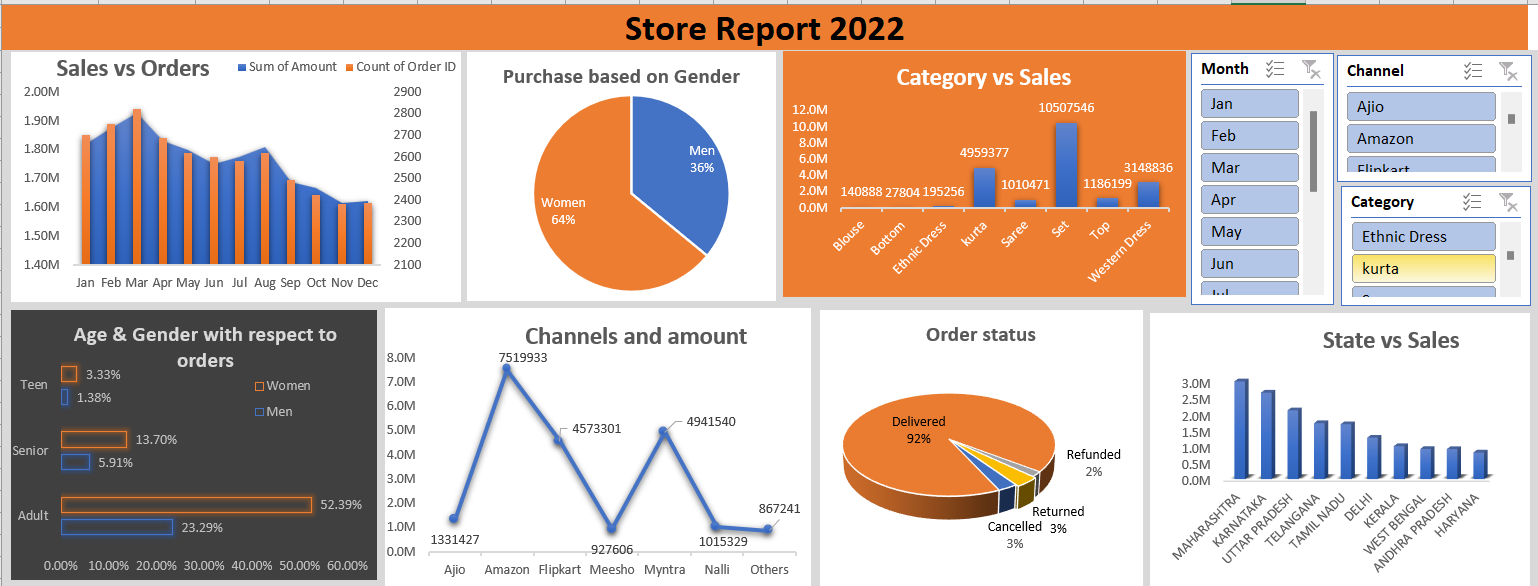 Store Report 2022
Sales vs Orders
Sum of Amount
Count of Order ID
2.00M
1.90M
1.80M
1.70M
1.60M
1.50M
1.40M
2900
2800
2700
2600
2500
2400
2300
2200
2100
Jan Feb Mar Apr May Jun Jul Aug Sep Oct Nov Dec
Purchase based on Gender
Men
36%
Women
64%
Category vs Sales
12.0M
10.0M
8.0M
6.0M
4.0M
2.0M
0.0M
140888 27804 195256 4959377 1010471 10507546 1186199 3148836
Blouse
Bottom
Ethnic Dress
kurta
Saree
Set
Top
Western Dress
Month
Jan
Feb
Mar
Apr
May
Jun
Jul
Channel
Ajio
Amazon
Flipkart
Category
Ethnic Dress
kurta
Age & Gender with respect to
orders
Women
Men
Teen
3.33%
1.38%
Senior
13.70%
5.91%
Adult
52.39%
23.29%
0.00% 10.00% 20.00% 30.00% 40.00% 50.00% 60.00%
Channels and amount
8.0M
7.0M
6.0M
5.0M
4.0M
3.0M
2.0M
1.0M
0.0M
1331427
7519933
4573301
927606
4941540
1015329
867241
Ajio Amazon Flipkart Meesho Myntra Nalli Others
Order status
Delivered
92%
Refunded
2%
Returned
3%
Cancelled
3%
State vs Sales
3.0M
2.5M
2.0M
1.5M
1.0M
0.5M
0.0M
MAHARASHTRA
KARNATAKA
UTTAR PRADESH
TELANGANA
TAMIL NADU
DELHI
KERALA
WEST BENGAL
ANDHRA PRADESH
HARYANA